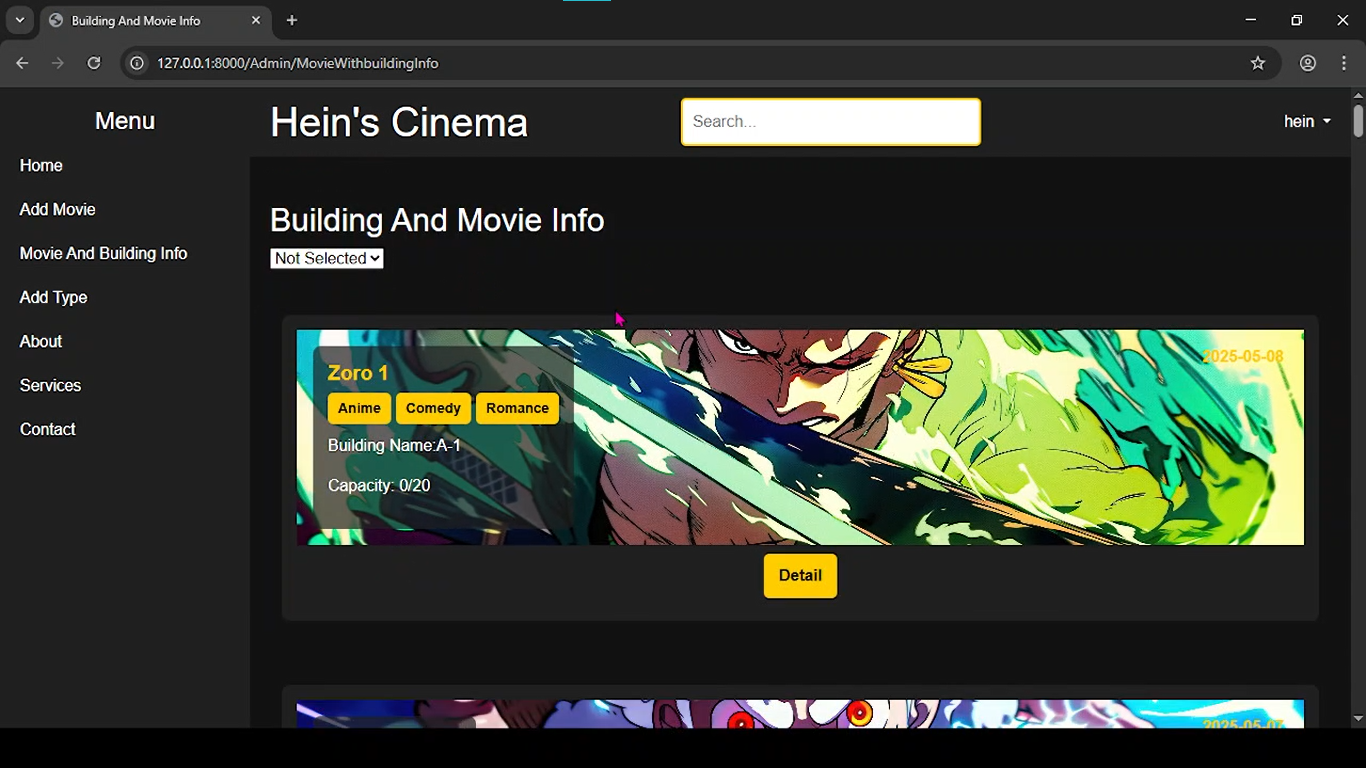 Building And Movie Info
127.0.0.1:8000/Admin/MovieWithbuildingInfo
Menu
Hein's Cinema
Search...
hein
Home
Add Movie
Movie And Building Info
Add Type
About
Services
Contact
Building And Movie Info
Not Selected
2025-05-08
Zoro 1
Anime Comedy Romance
Building Name:A-1
Capacity: 0/20
Detail
2025-05-07